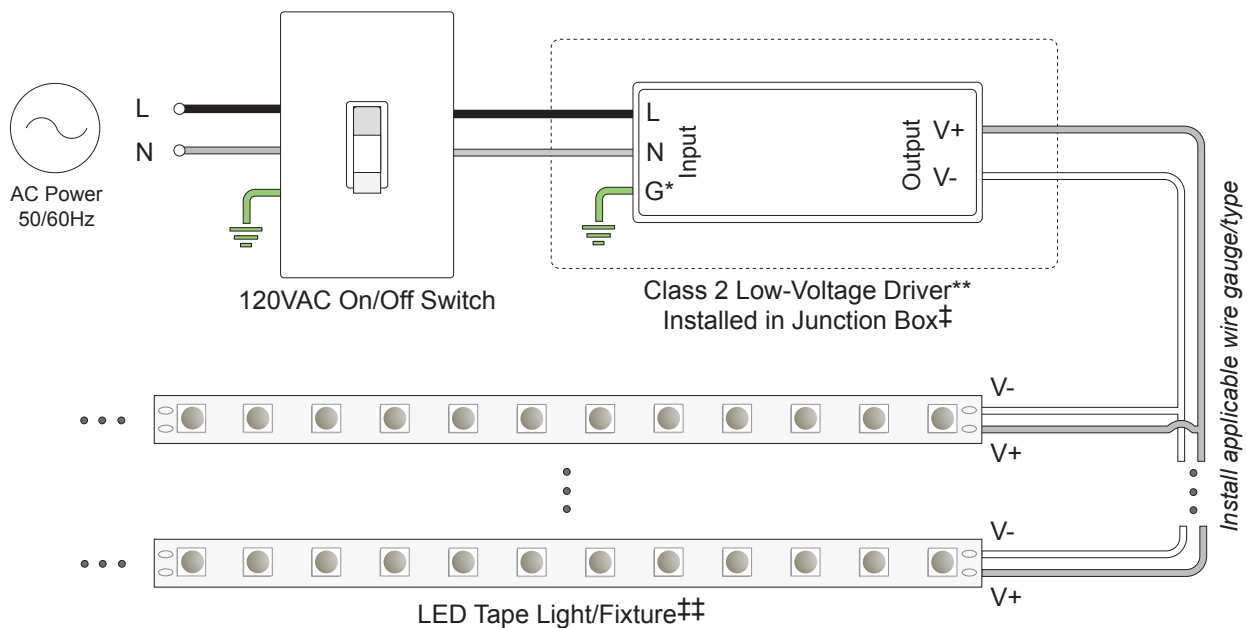 L
N
AC Power
50/60Hz
120VAC On/Off Switch
L
N
G*
Input
Output
V+
V-
Class 2 Low-Voltage Driver**
Installed in Junction Box‡
Install applicable wire gauge/type
V-
V+
V-
V+
LED Tape Light/Fixture‡‡